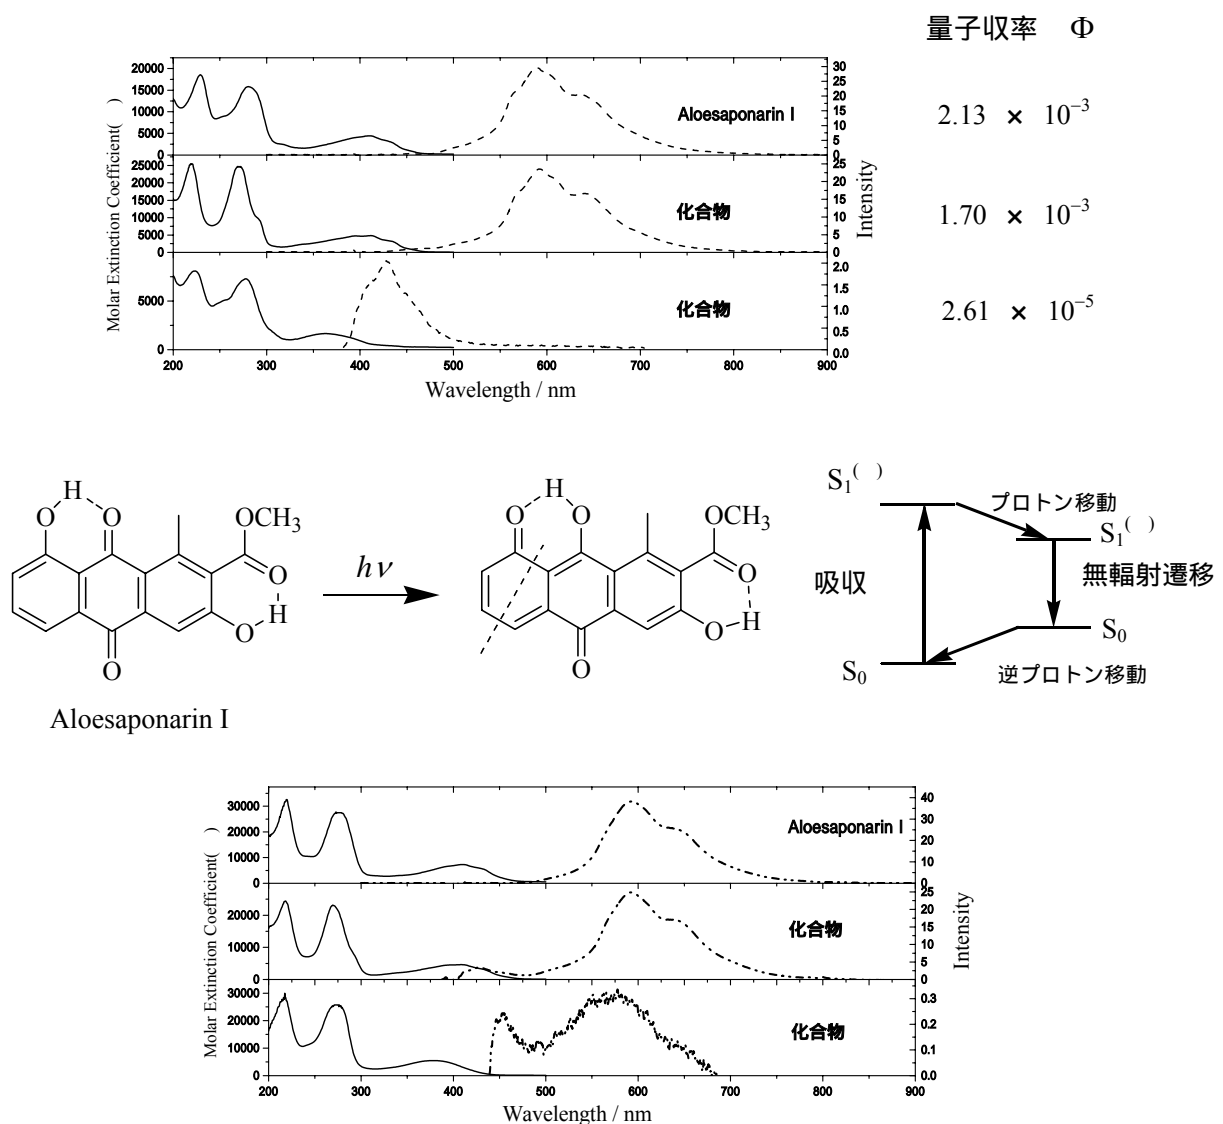 量子収率 Φ
20000
15000
10000
5000
0
30
25
20
15
10
5
0
Aloesaponarin I
2.13 × 10⁻³
25000
20000
15000
10000
5000
0
25
20
15
10
5
0
化合物
1.70 × 10⁻³
5000
0
2.0
1.5
1.0
0.5
0.0
化合物
2.61 × 10⁻⁵
Molar Extinction Coefficient( )
Intensity
200 300 400 500 600 700 800 900
Wavelength / nm
H
O O OCH₃
O
H
O
O
Aloesaponarin I
hν
H
O O OCH₃
O
H
O
O
S₁⁽ ⁾
プロトン移動
S₁⁽ ⁾
吸収
無輻射遷移
S₀
S₀
逆プロトン移動
30000
20000
10000
0
40
30
20
10
0
Aloesaponarin I
20000
10000
0
25
20
15
10
5
0
化合物
30000
20000
10000
0
0.3
0.2
0.1
0.0
化合物
Molar Extinction Coefficient( )
Intensity
200 300 400 500 600 700 800 900
Wavelength / nm